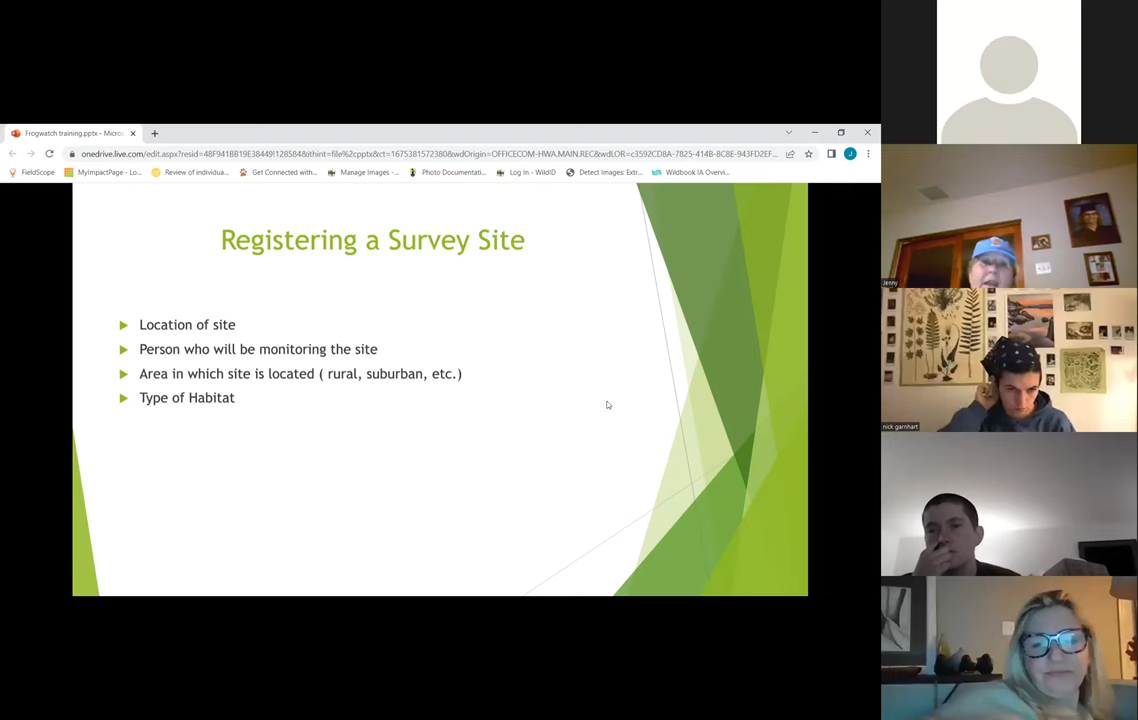 Frogwatch training.pptx - Micros
onedrive.live.com/edit.aspx?resid=48F941BB19E38449!128584&ithint=file%2cpptx&ct=1675381572380&wdOrigin=OFFICECOM-HWA.MAIN.REC&wdLOR=c3592CD8A-7825-414B-8C8E-943FD2EF...
FieldScope
MyImpactPage - Lo...
Review of individua...
Get Connected with...
Manage Images -...
Photo Documentati...
Log In - WildID
Detect Images: Extr...
Wildbook IA Overvi...
Registering a Survey Site
Location of site
Person who will be monitoring the site
Area in which site is located ( rural, suburban, etc.)
Type of Habitat
Jenny
nick garnhart